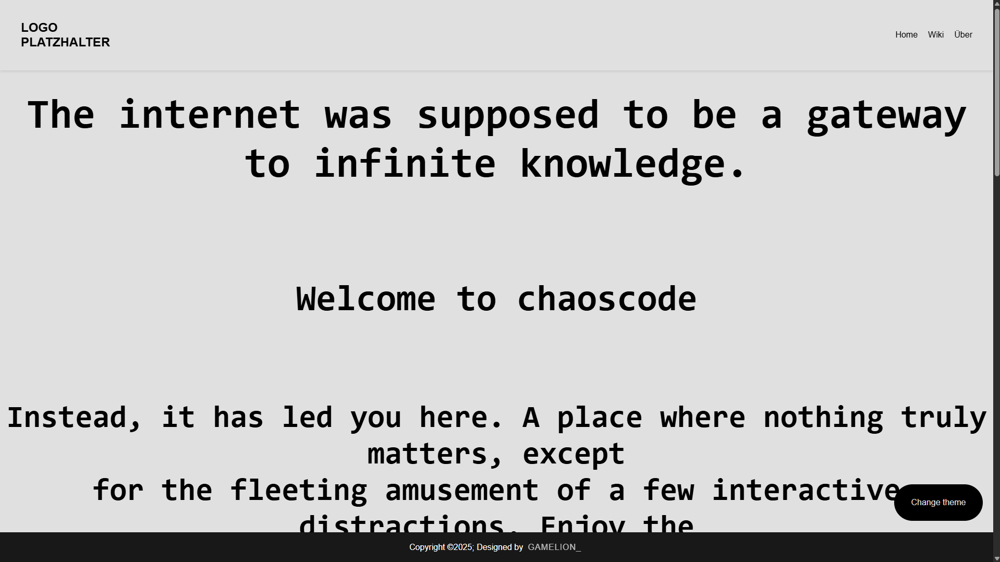 LOGO
PLATZHALTER
Home Wiki Über
The internet was supposed to be a gateway
to infinite knowledge.
Welcome to chaoscode
Instead, it has led you here. A place where nothing truly
matters, except
for the fleeting amusement of a few interactive
Change theme
distractions. Enjoy the
Copyright ©2025; Designed by GAMELION_